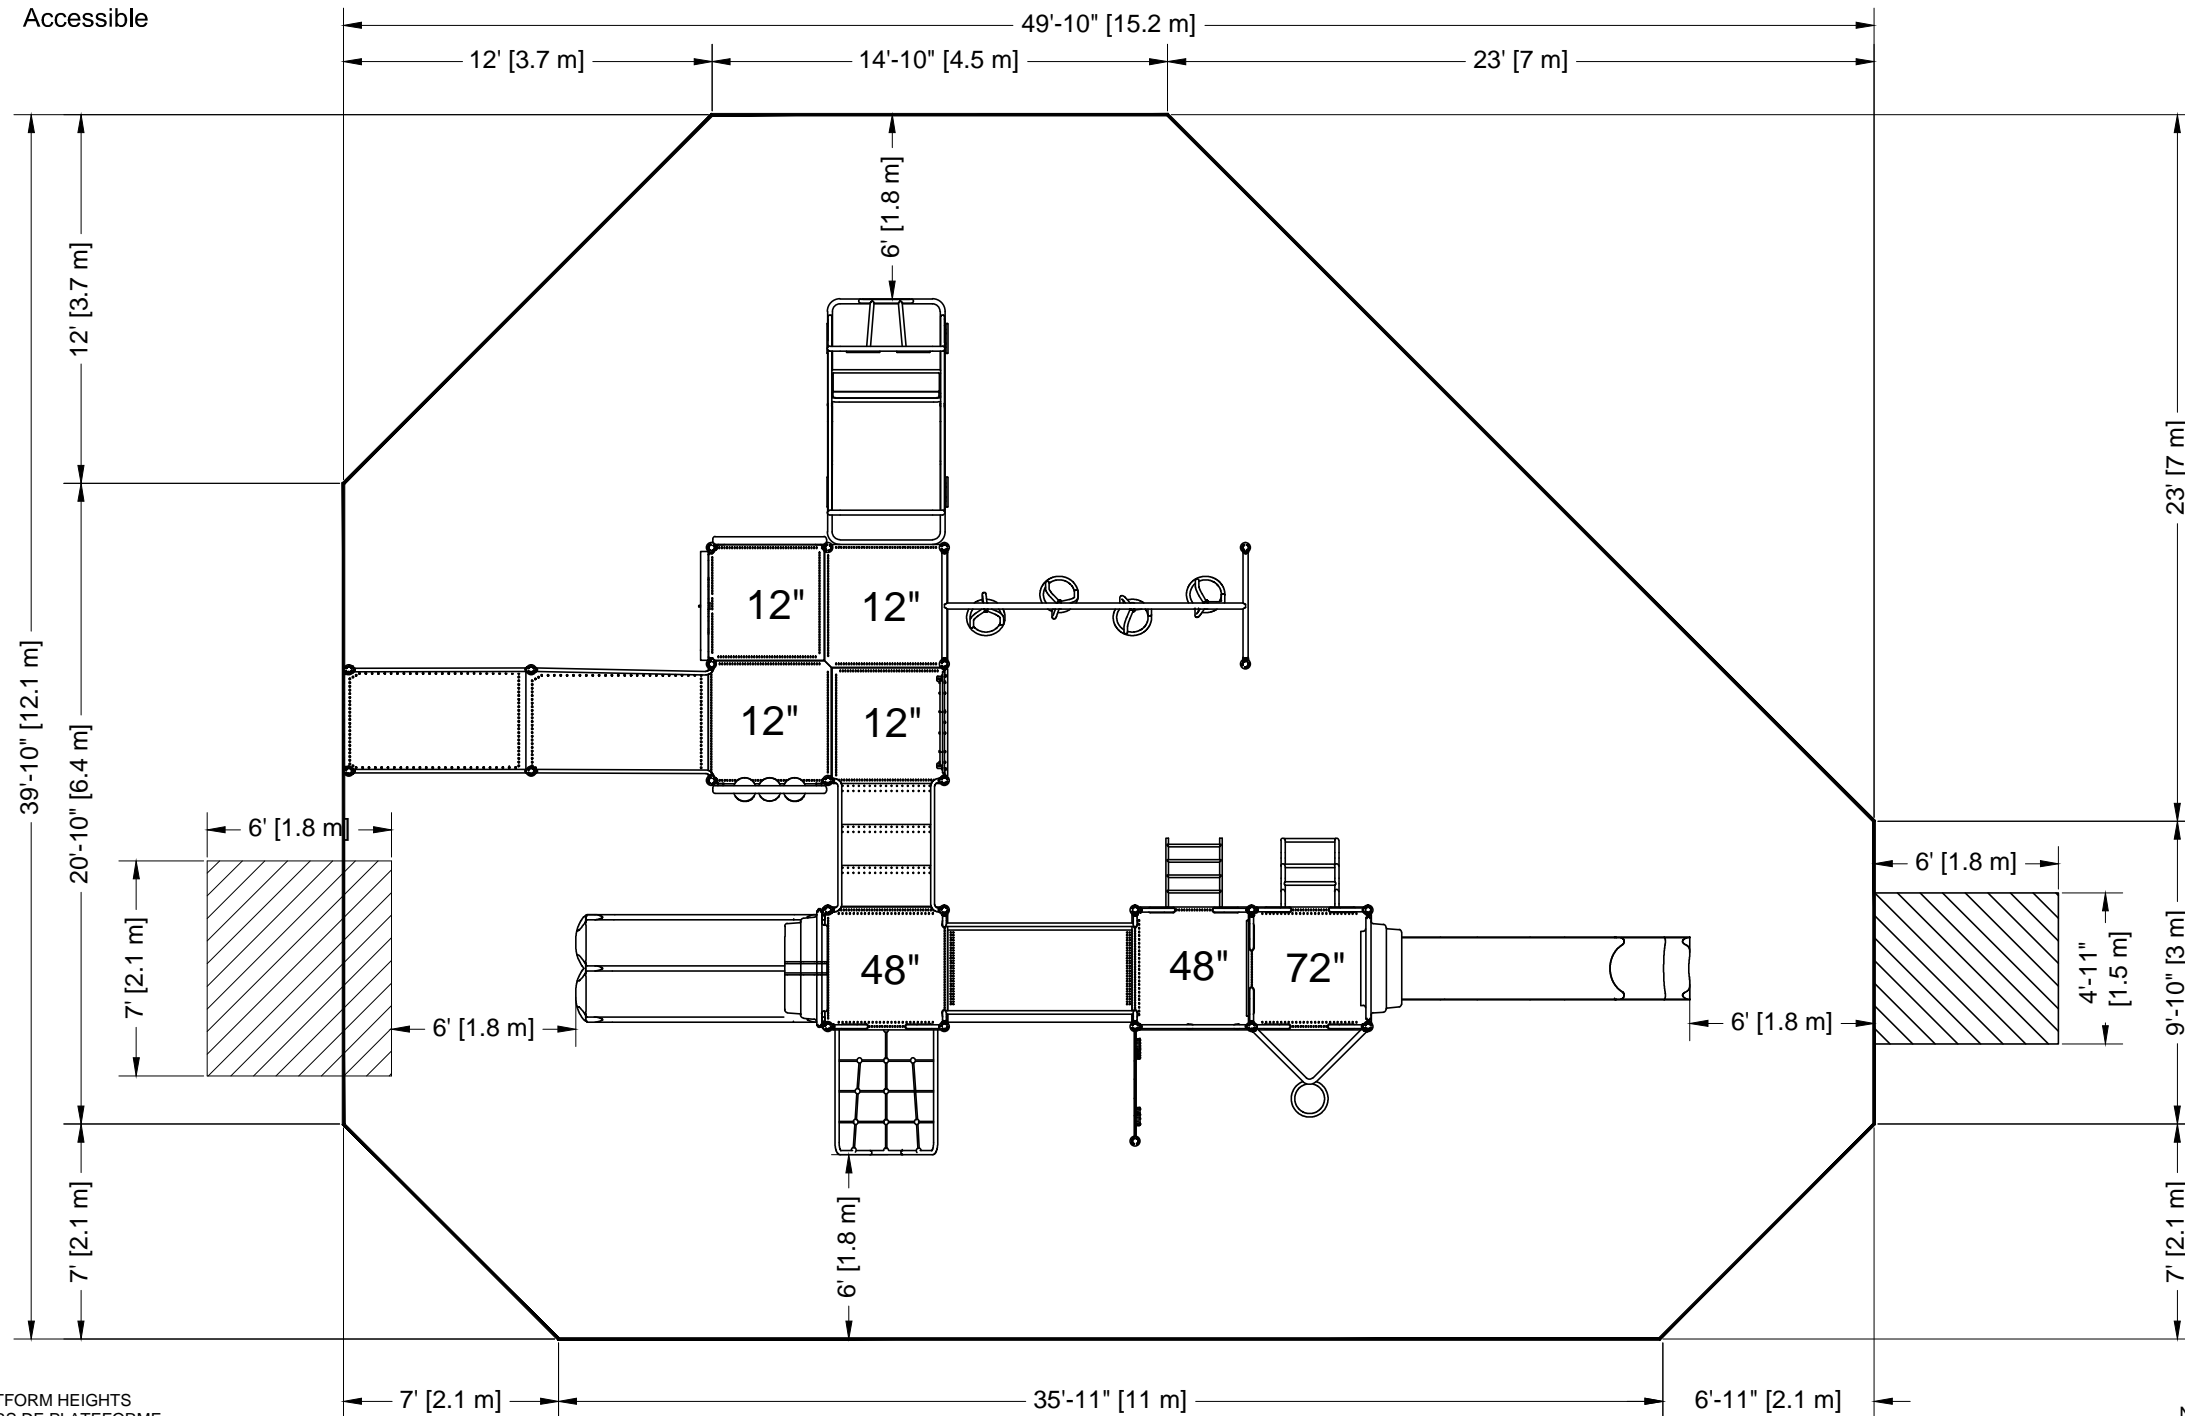 Accessible
49'-10" [15.2 m]
12' [3.7 m]
14'-10" [4.5 m]
23' [7 m]
6' [1.8 m]
12' [3.7 m]
23' [7 m]
39'-10" [12.1 m]
20'-10" [6.4 m]
12" 12"
12" 12"
6' [1.8 m]
6' [1.8 m]
7' [2.1 m]
48" 48" 72"
4'-11"
[1.5 m]
9'-10" [3 m]
6' [1.8 m]
6' [1.8 m]
7' [2.1 m]
6' [1.8 m]
7' [2.1 m]
FORM HEIGHTS
7' [2.1 m]
35'-11" [11 m]
6'-11" [2.1 m]